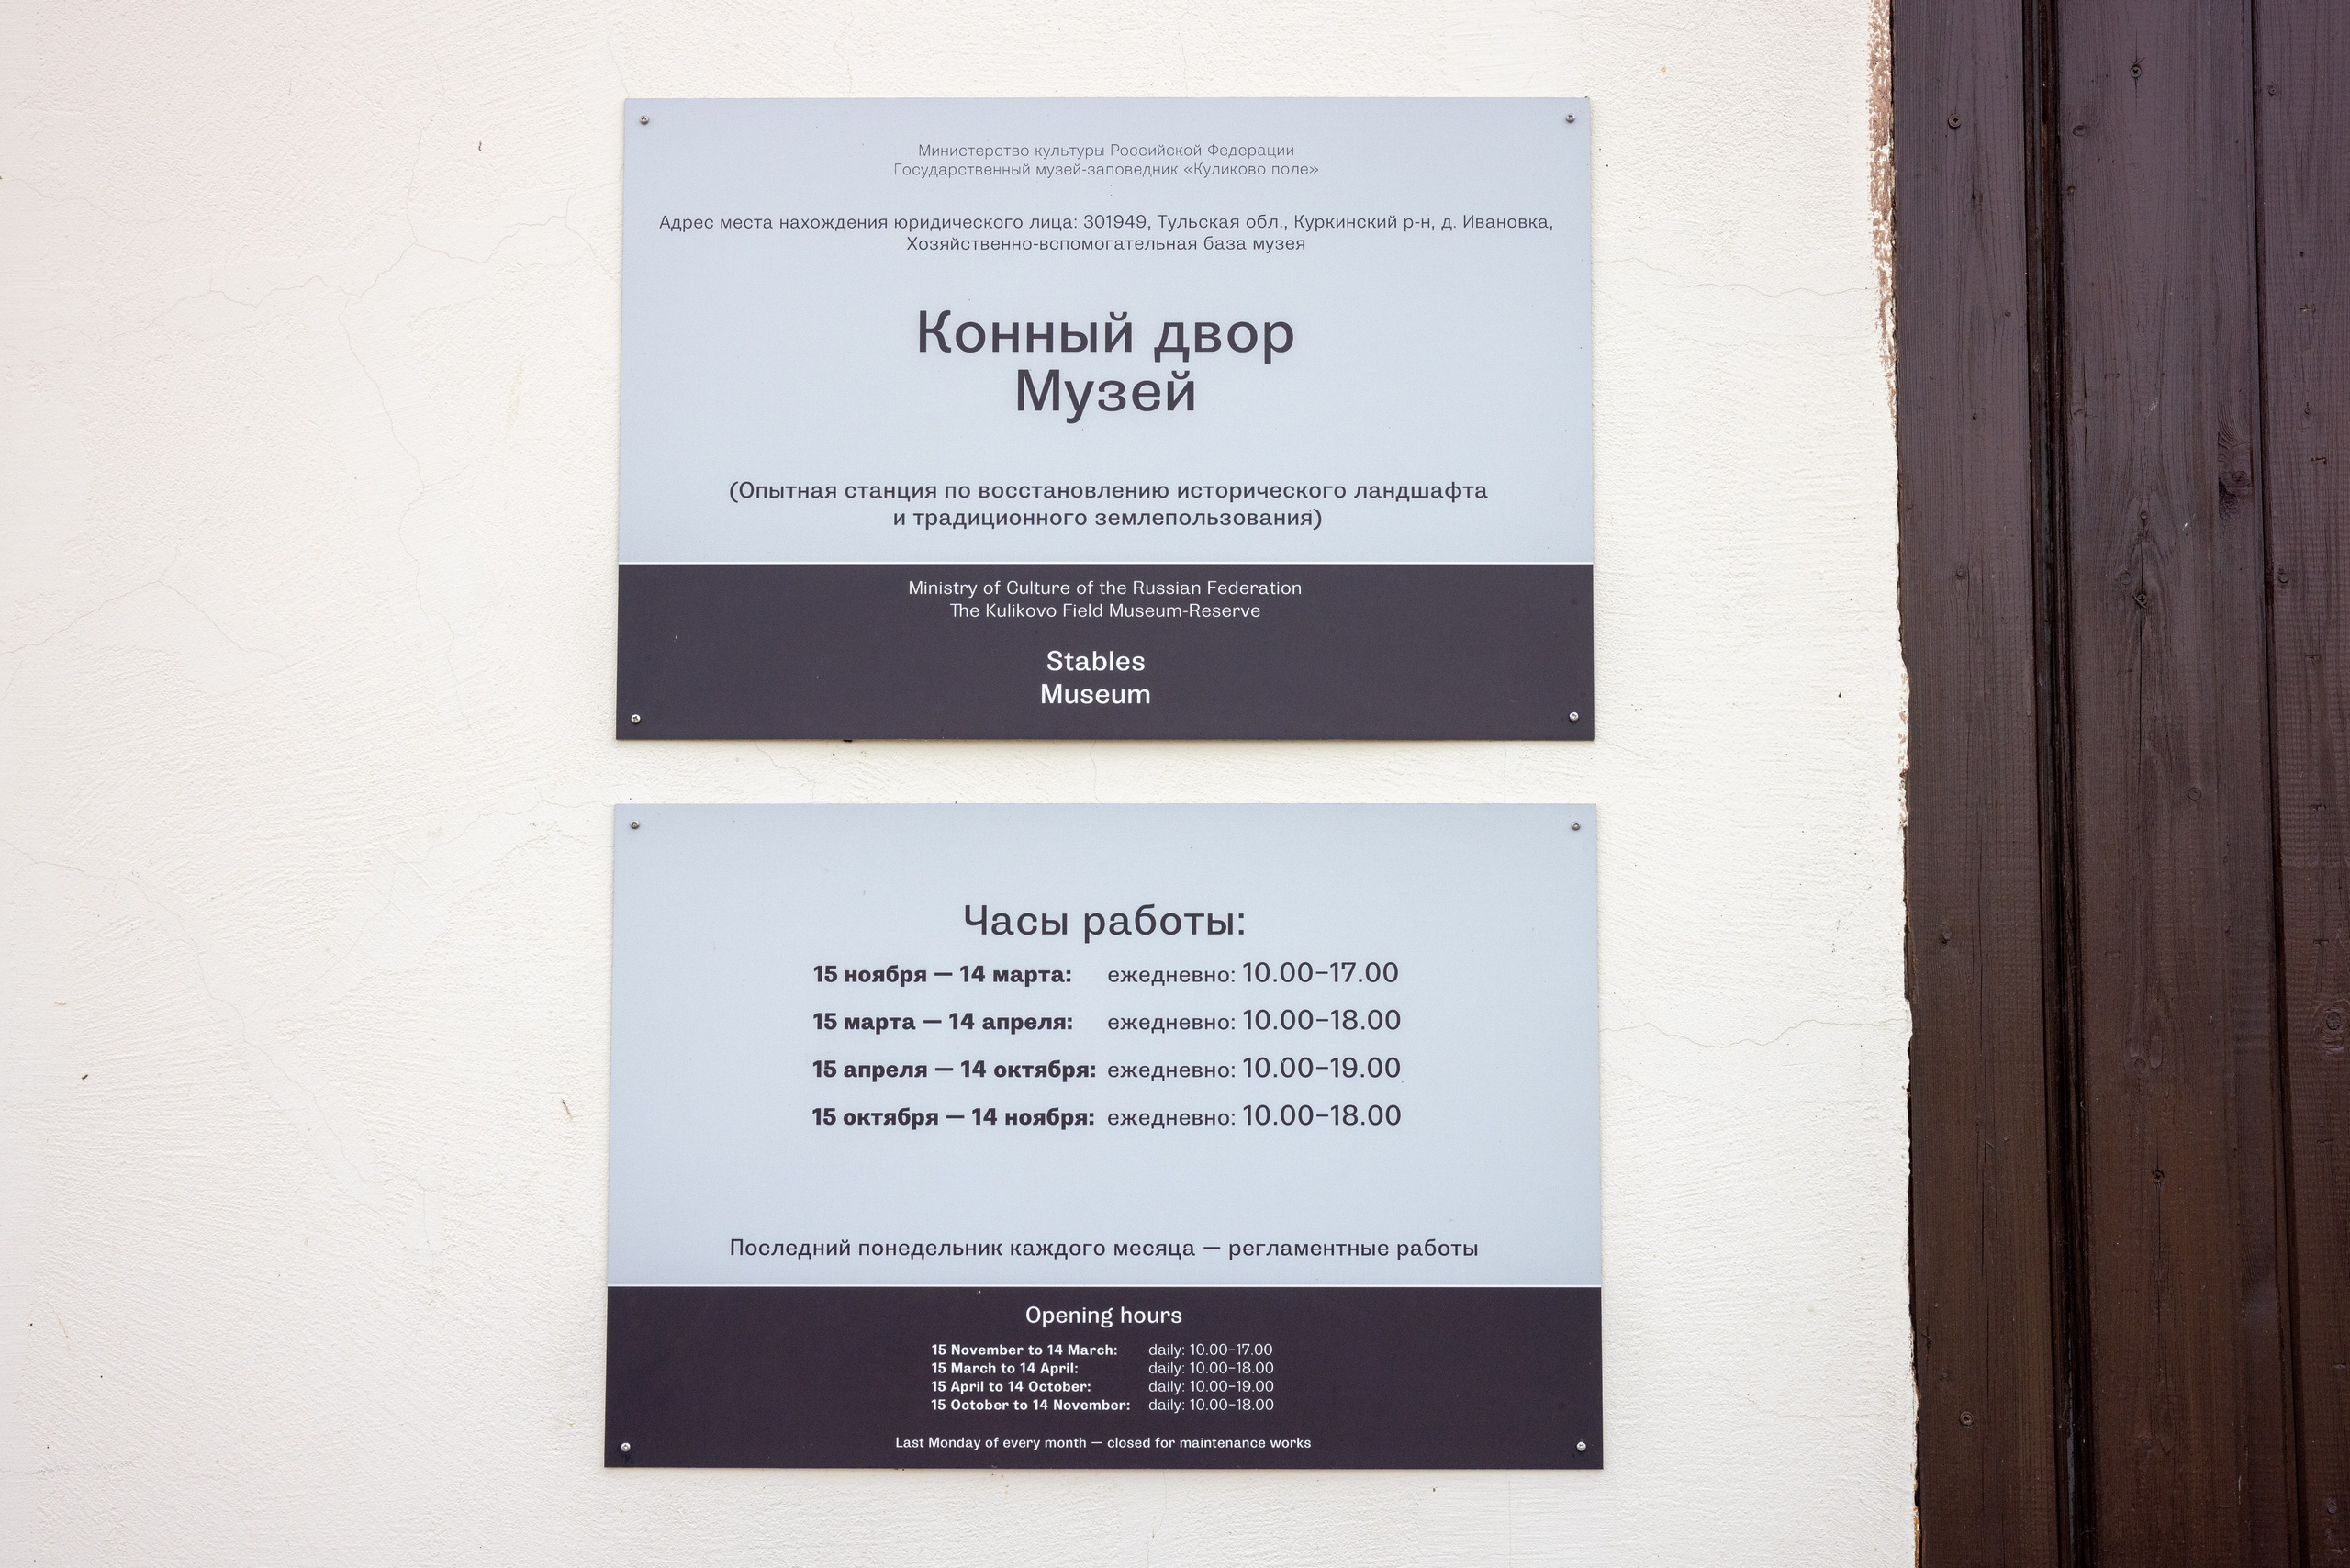 Министерство культуры Российской Федерации
Государственный музей-заповедник «Куликово поле»
Адрес места нахождения юридического лица: 301949, Тульская обл., Куркинский р-н, д. Ивановка,
Хозяйственно-вспомогательная база музея
Конный двор
Музей
(Опытная станция по восстановлению исторического ландшафта
и традиционного землепользования)
Ministry of Culture of the Russian Federation
The Kulikovo Field Museum-Reserve
Stables
Museum
Часы работы:
15 ноября — 14 марта: ежедневно: 10.00–17.00
15 марта — 14 апреля: ежедневно: 10.00–18.00
15 апреля — 14 октября: ежедневно: 10.00–19.00
15 октября — 14 ноября: ежедневно: 10.00–18.00
Последний понедельник каждого месяца — регламентные работы
Opening hours
15 November to 14 March: daily: 10.00–17.00
15 March to 14 April: daily: 10.00–18.00
15 April to 14 October: daily: 10.00–19.00
15 October to 14 November: daily: 10.00–18.00
Last Monday of every month — closed for maintenance works